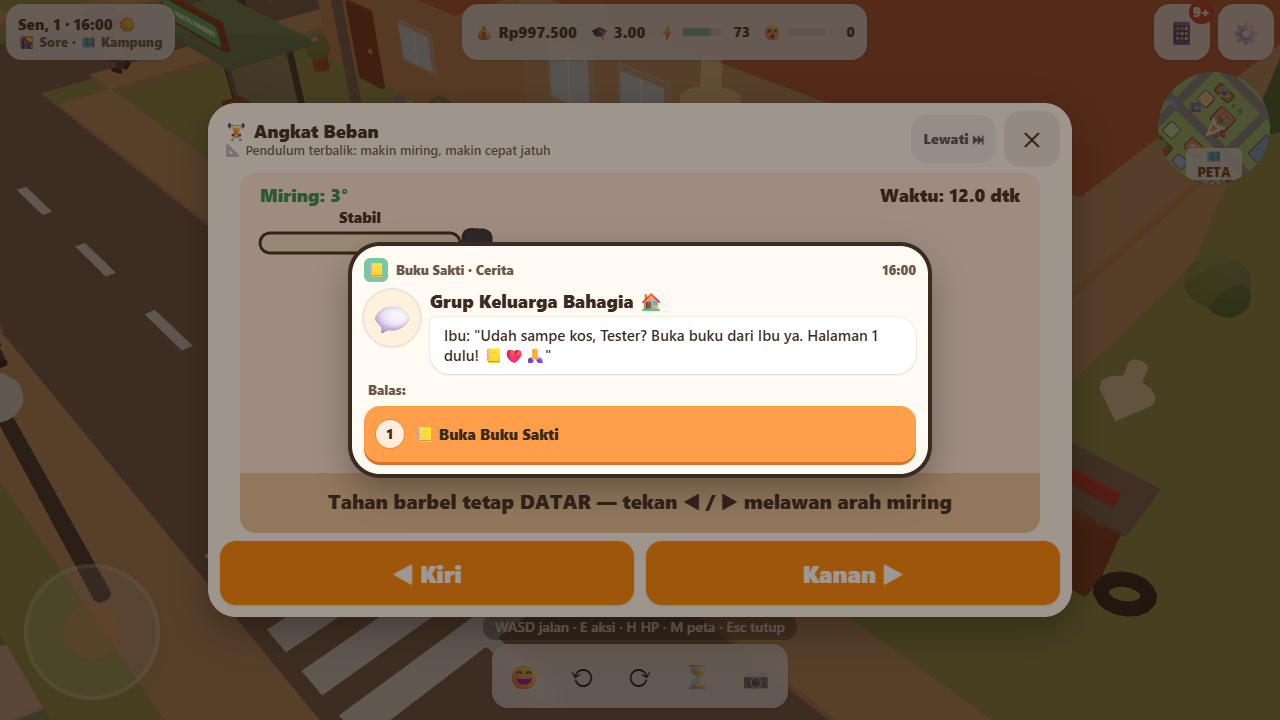 Sen, 1 · 16:00
Sore · Kampung
Rp997.500 3.00 73 0
9+
PETA
Angkat Beban
Pendulum terbalik: makin miring, makin cepat jatuh
Lewati
Miring: 3°
Waktu: 12.0 dtk
Stabil
Buku Sakti · Cerita
16:00
Grup Keluarga Bahagia
Ibu: "Udah sampe kos, Tester? Buka buku dari Ibu ya. Halaman 1
dulu! "
Balas:
1 Buka Buku Sakti
Tahan barbel tetap DATAR — tekan ◀ / ▶ melawan arah miring
◀ Kiri
Kanan ▶
WASD jalan · E aksi · H HP · M peta · Esc tutup